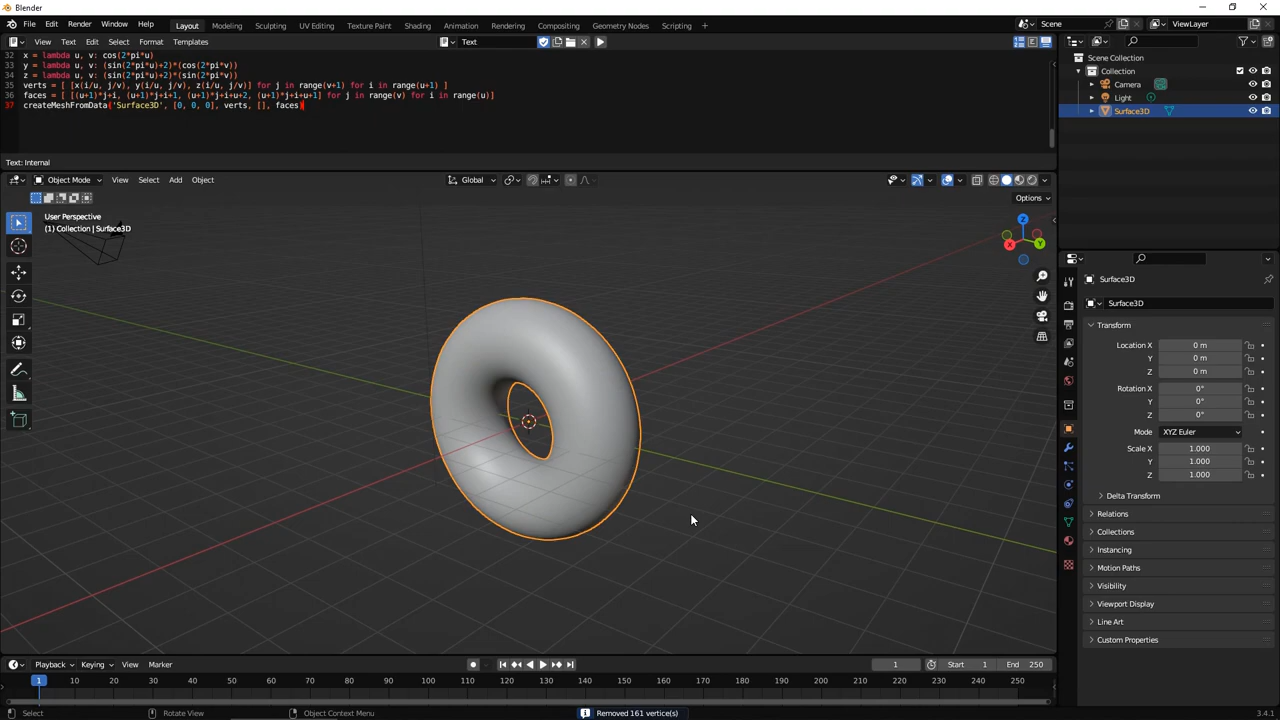 Blender
File Edit Render Window Help Layout Modeling Sculpting UV Editing Texture Paint Shading Animation Rendering Compositing Geometry Nodes Scripting + Scene ViewLayer
View Text Edit Select Format Templates Text
32 x = lambda u, v: cos(2*pi*u)
33 y = lambda u, v: (sin(2*pi*u)+2)*(cos(2*pi*v))
34 z = lambda u, v: (sin(2*pi*u)+2)*(sin(2*pi*v))
35 verts = [ [x(i/u, j/v), y(i/u, j/v), z(i/u, j/v)] for j in range(v+1) for i in range(u+1) ]
36 faces = [ [(u+1)*j+i, (u+1)*j+i+1, (u+1)*j+i+u+2, (u+1)*j+i+u+1] for j in range(v) for i in range(u)]
37 createMeshFromData('Surface3D', [0, 0, 0], verts, [], faces)
Text: Internal
Scene Collection
Collection
Camera
Light
Surface3D
Object Mode View Select Add Object Global
Options
User Perspective
(1) Collection | Surface3D
Z
X
Y
Surface3D
Surface3D
Transform
Location X 0 m
Y 0 m
Z 0 m
Rotation X 0°
Y 0°
Z 0°
Mode XYZ Euler
Scale X 1.000
Y 1.000
Z 1.000
Delta Transform
Relations
Collections
Instancing
Motion Paths
Visibility
Viewport Display
Line Art
Custom Properties
Playback Keying View Marker 1 Start 1 End 250
1 10 20 30 40 50 60 70 80 90 100 110 120 130 140 150 160 170 180 190 200 210 220 230 240 250
Select Rotate View Object Context Menu Removed 161 vertice(s) 3.4.1